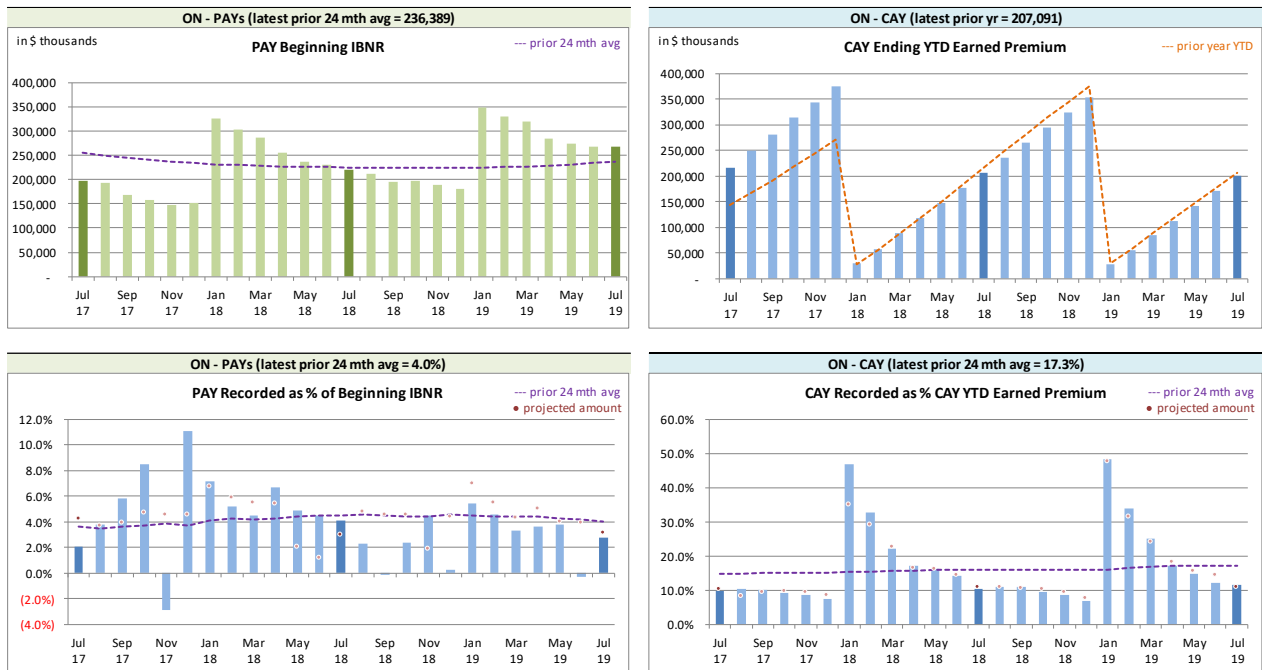 ON - PAYs (latest prior 24 mth avg = 236,389)
in $ thousands
PAY Beginning IBNR
--- prior 24 mth avg
400,000
350,000
300,000
250,000
200,000
150,000
100,000
50,000
-
Jul Sep Nov Jan Mar May Jul Sep Nov Jan Mar May Jul
17 17 17 18 18 18 18 18 18 19 19 19 19
ON - CAY (latest prior yr = 207,091)
in $ thousands
CAY Ending YTD Earned Premium
--- prior year YTD
400,000
350,000
300,000
250,000
200,000
150,000
100,000
50,000
-
Jul Sep Nov Jan Mar May Jul Sep Nov Jan Mar May Jul
17 17 17 18 18 18 18 18 18 19 19 19 19
ON - PAYs (latest prior 24 mth avg = 4.0%)
PAY Recorded as % of Beginning IBNR
--- prior 24 mth avg
• projected amount
12.0%
10.0%
8.0%
6.0%
4.0%
2.0%
0.0%
(2.0%)
(4.0%)
Jul Sep Nov Jan Mar May Jul Sep Nov Jan Mar May Jul
17 17 17 18 18 18 18 18 18 19 19 19 19
ON - CAY (latest prior 24 mth avg = 17.3%)
CAY Recorded as % CAY YTD Earned Premium
--- prior 24 mth avg
• projected amount
60.0%
50.0%
40.0%
30.0%
20.0%
10.0%
0.0%
Jul Sep Nov Jan Mar May Jul Sep Nov Jan Mar May Jul
17 17 17 18 18 18 18 18 18 19 19 19 19